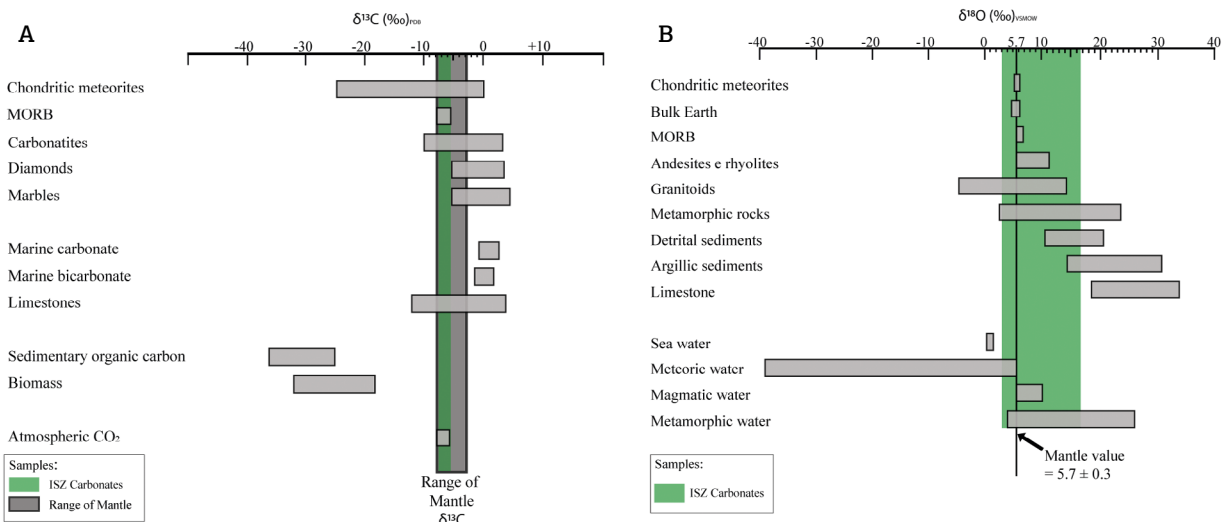 A
δ¹³C (‰)PDB
-40 -30 -20 -10 0 +10
Chondritic meteorites
MORB
Carbonatites
Diamonds
Marbles
Marine carbonate
Marine bicarbonate
Limestones
Sedimentary organic carbon
Biomass
Atmospheric CO₂
Samples:
ISZ Carbonates
Range of Mantle
Range of
Mantle
δ¹³C
B
δ¹⁸O (‰)VSMOW
-40 -30 -20 -10 0 5.7 10 20 30 40
Chondritic meteorites
Bulk Earth
MORB
Andesites e rhyolites
Granitoids
Metamorphic rocks
Detrital sediments
Argillic sediments
Limestone
Sea water
Meteoric water
Magmatic water
Metamorphic water
Mantle value
= 5.7 ± 0.3
Samples:
ISZ Carbonates